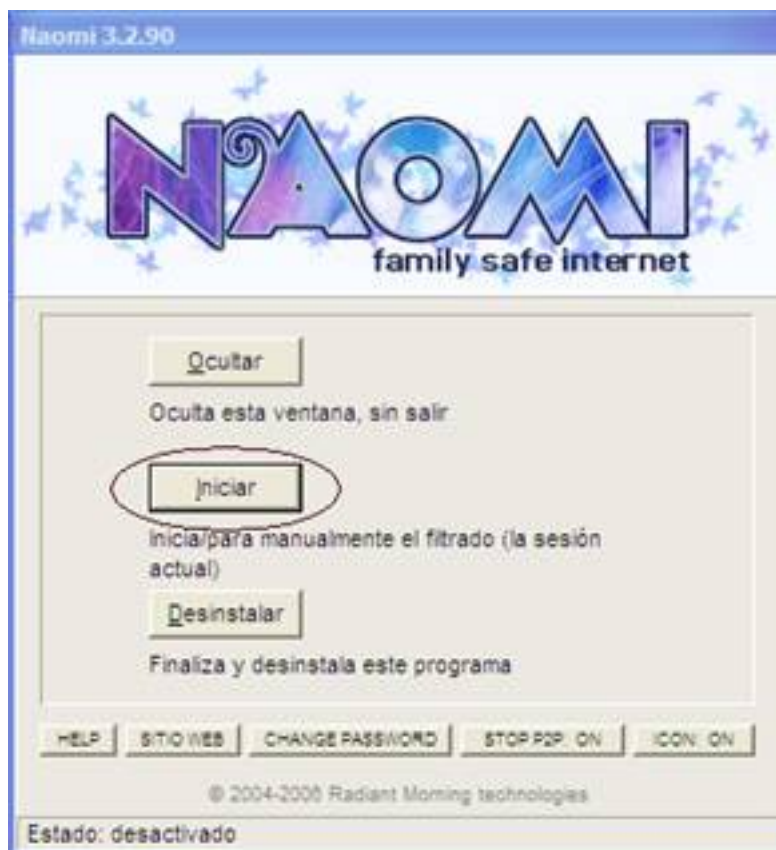 Naomi 3.2.90
NAOMI
family safe internet
Ocultar
Oculta esta ventana, sin salir
Iniciar
Inicia/para manualmente el filtrado (la sesión
actual)
Desinstalar
Finaliza y desinstala este programa
HELP SITIO WEB CHANGE PASSWORD STOP P2P: ON ICON: ON
© 2004-2006 Radiant Morning technologies
Estado: desactivado